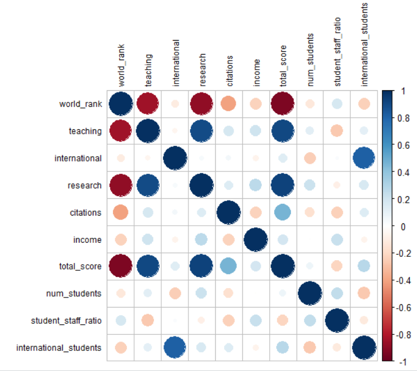 world_rank
teaching
international
research
citations
income
total_score
num_students
student_staff_ratio
international_students
world_rank
teaching
international
research
citations
income
total_score
num_students
student_staff_ratio
international_students
1
0.8
0.6
0.4
0.2
0
-0.2
-0.4
-0.6
-0.8
-1